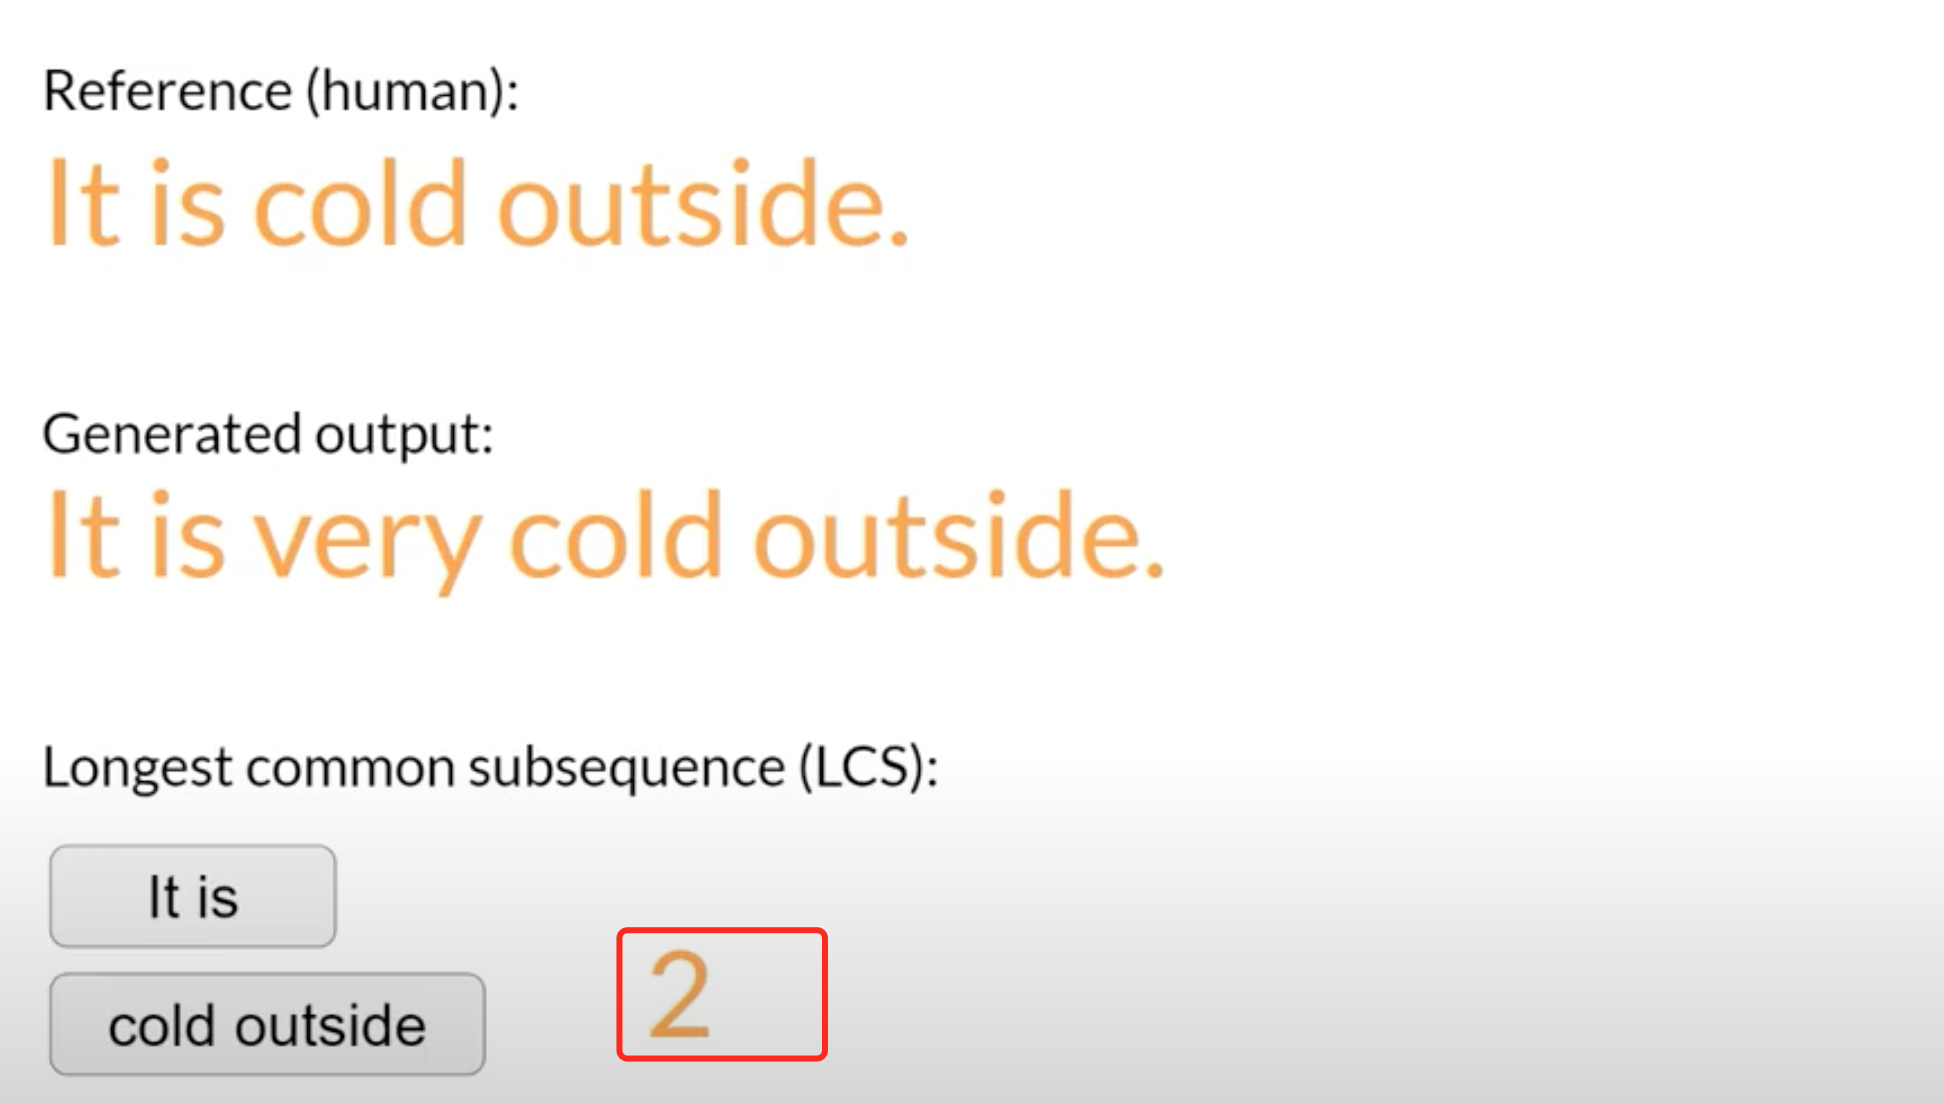 Reference (human):
It is cold outside.
Generated output:
It is very cold outside.
Longest common subsequence (LCS):
It is
cold outside
2